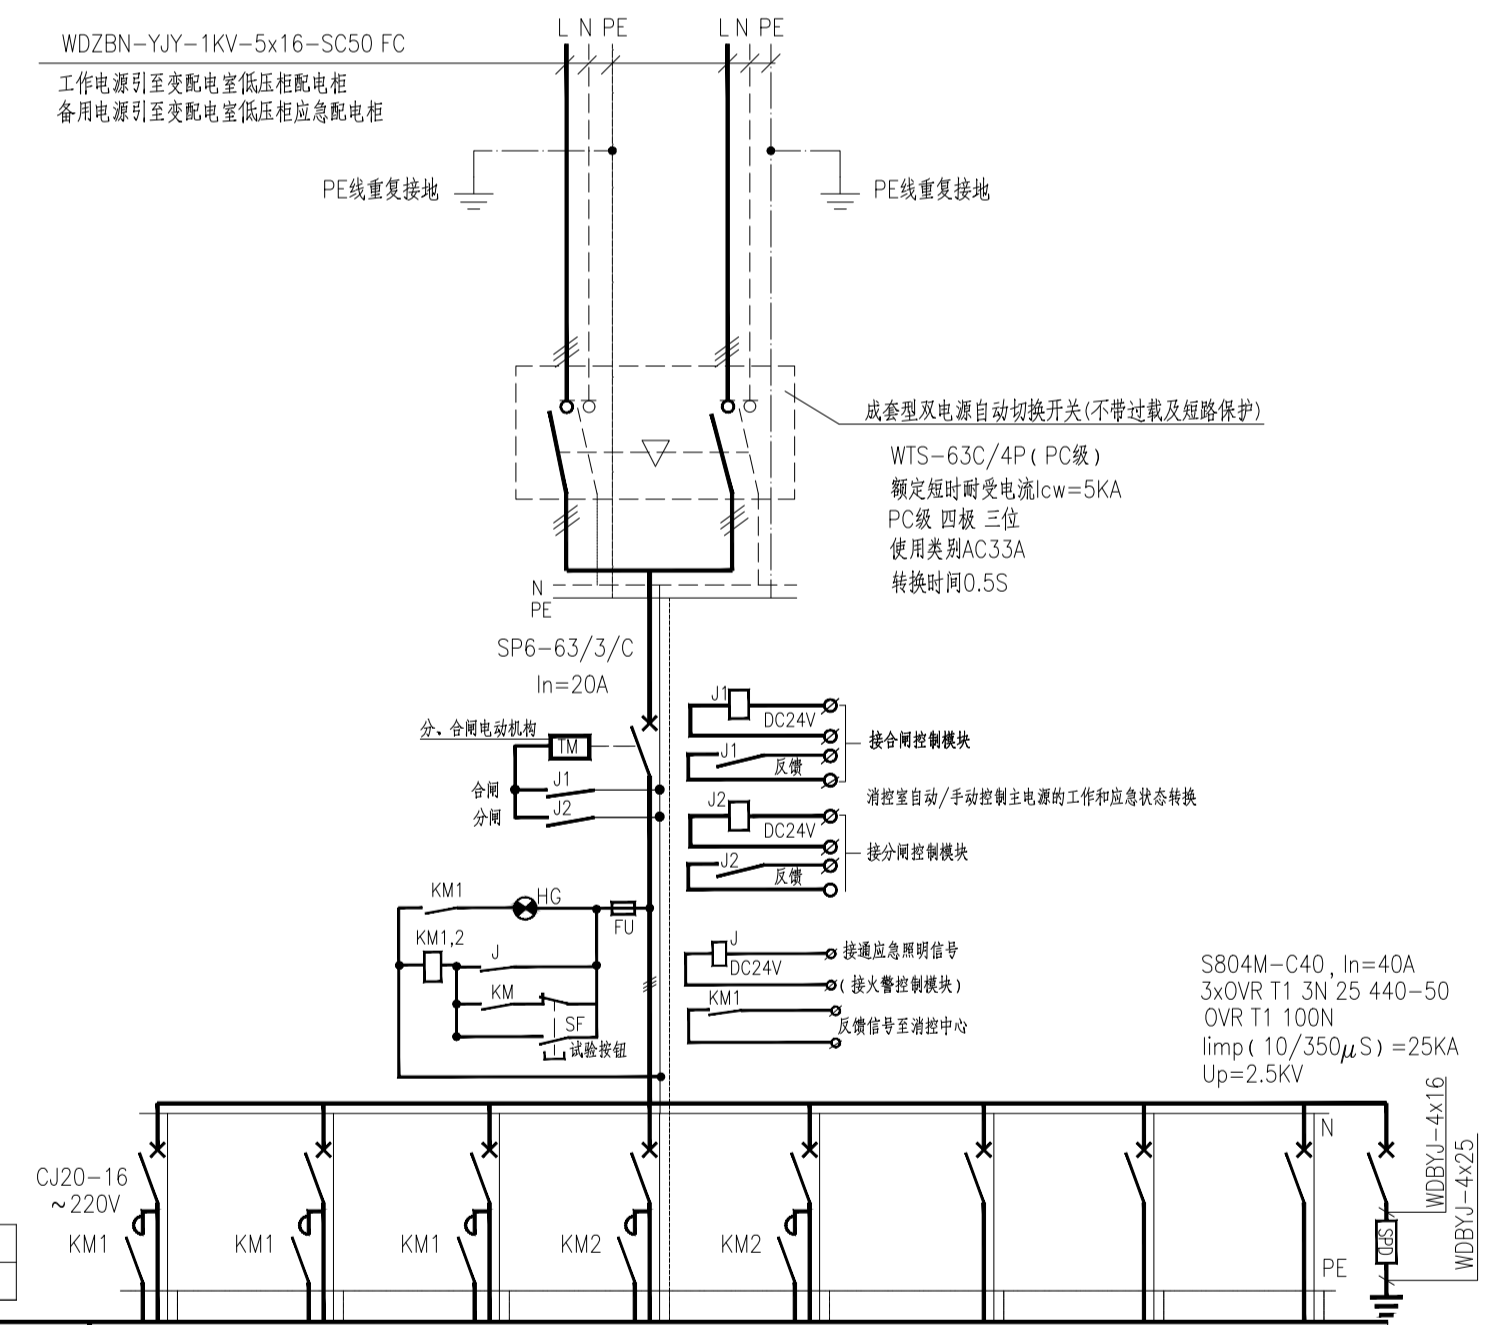 L N PE
L N PE
WDZBN-YJY-1KV-5x16-SC50 FC
工作电源引至变配电室低压柜配电柜
备用电源引至变配电室低压柜应急配电柜
PE线重复接地
PE线重复接地
成套型双电源自动切换开关(不带过载及短路保护)
WTS-63C/4P(PC级)
额定短时耐受电流Icw=5KA
PC级 四极 三位
使用类别AC33A
转换时间0.5S
N
PE
SP6-63/3/C
In=20A
分、合闸电动机构
TM
合闸
J1
分闸
J2
J1
DC24V
J1
反馈
接合闸控制模块
消控室自动/手动控制主电源的工作和应急状态转换
J2
DC24V
J2
反馈
接分闸控制模块
KM1
HG
FU
KM1,2
J
KM
SF
试验按钮
J
DC24V
接通应急照明信号
(接火警控制模块)
KM1
反馈信号至消控中心
S804M-C40, In=40A
3xOVR T1 3N 25 440-50
OVR T1 100N
Iimp(10/350μS)=25KA
Up=2.5KV
N
WDBYJ-4x16
WDBYJ-4x25
CJ20-16
~220V
KM1
KM1
KM1
KM2
KM2
SPD
PE